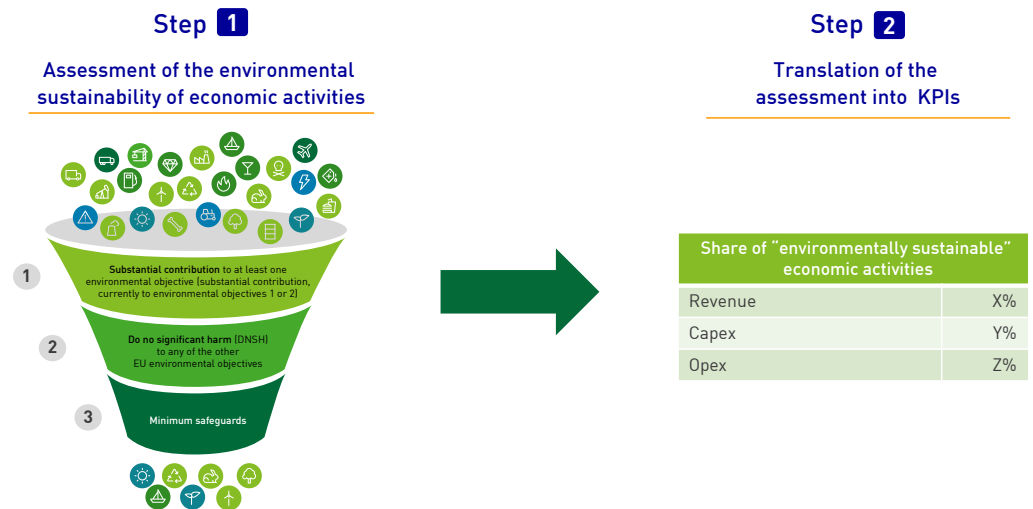 Step 1
Assessment of the environmental
sustainability of economic activities
1
Substantial contribution to at least one
environmental objective (substantial contribution,
currently to environmental objectives 1 or 2)
2
Do no significant harm (DNSH)
to any of the other
EU environmental objectives
3
Minimum safeguards
Step 2
Translation of the
assessment into KPIs
Share of "environmentally sustainable"
economic activities
Revenue X%
Capex Y%
Opex Z%